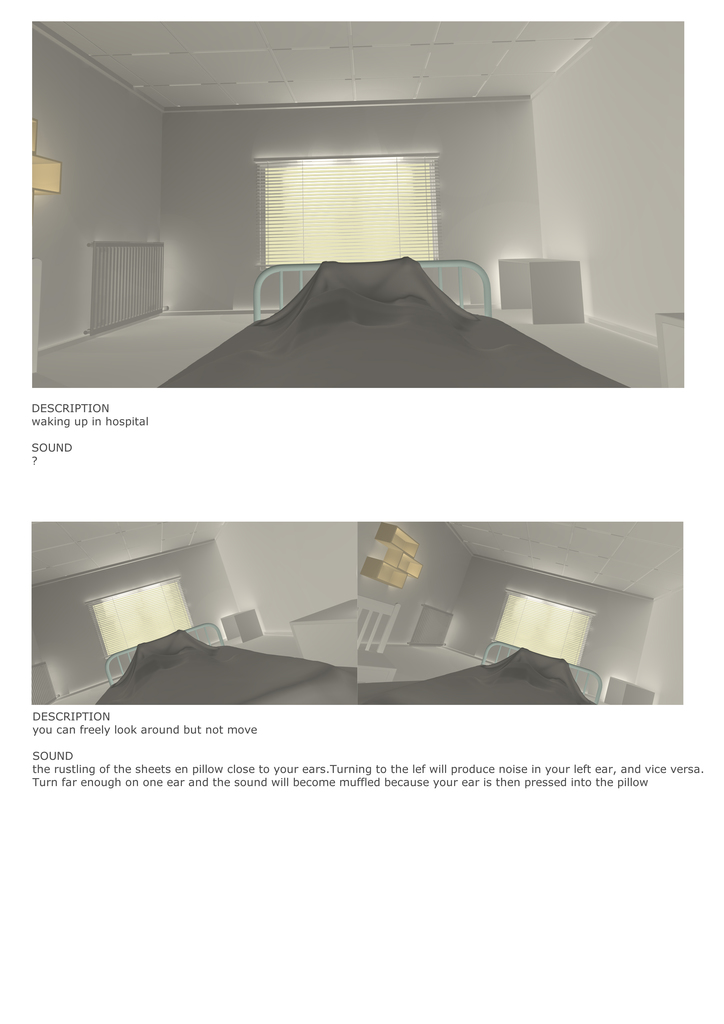 DESCRIPTION
waking up in hospital
SOUND
?
DESCRIPTION
you can freely look around but not move
SOUND
the rustling of the sheets en pillow close to your ears.Turning to the lef will produce noise in your left ear, and vice versa.
Turn far enough on one ear and the sound will become muffled because your ear is then pressed into the pillow